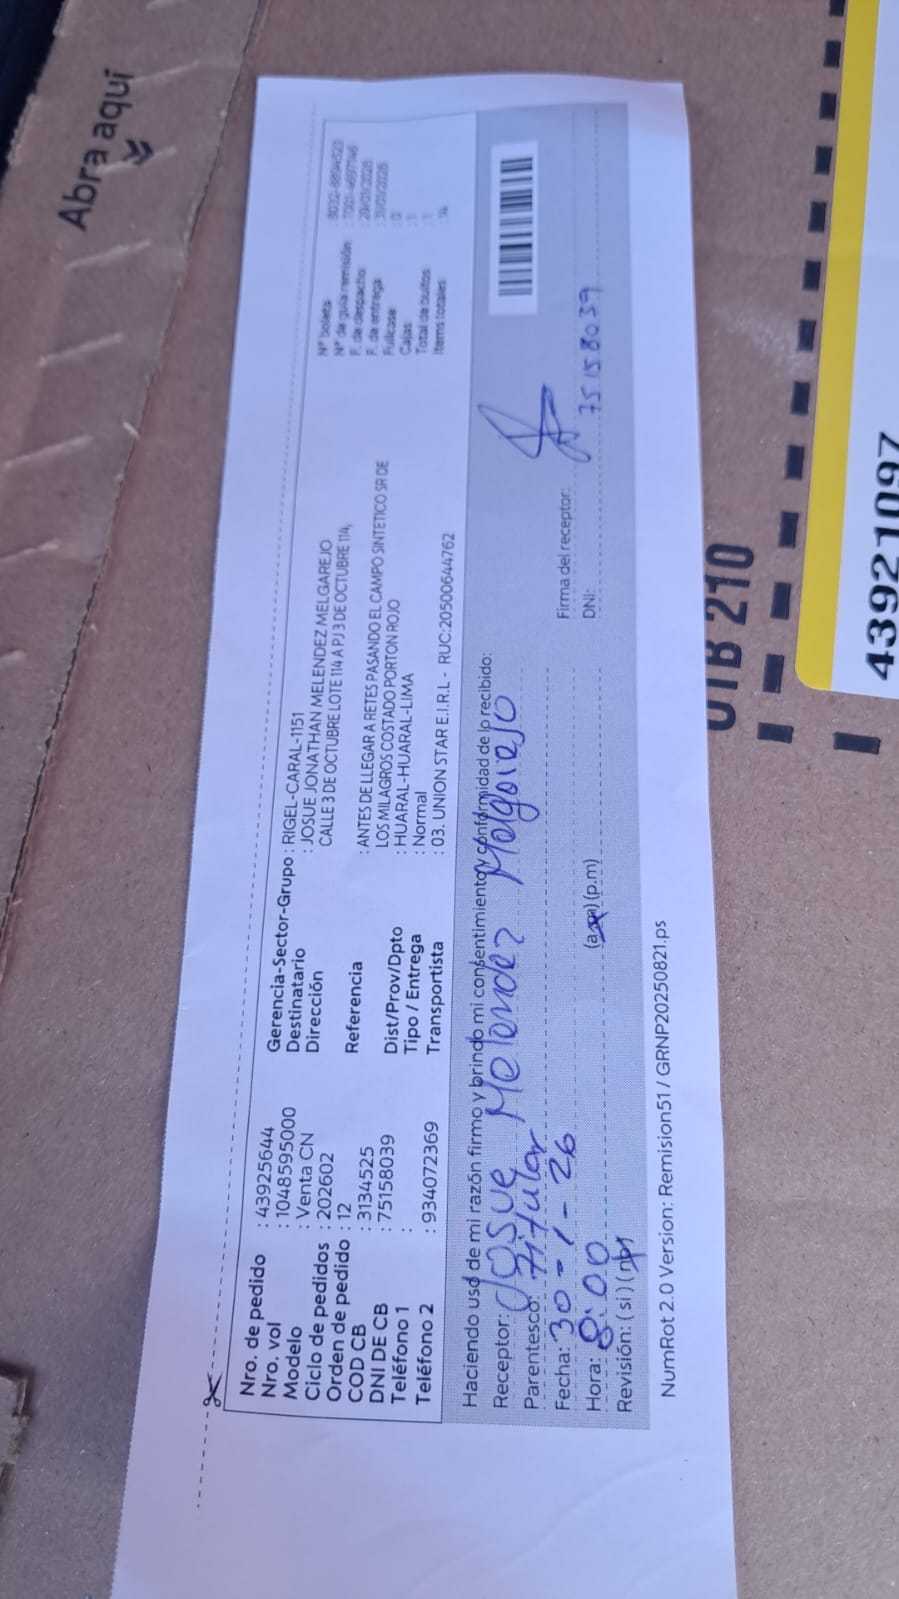 Abra aquí
Nro. de pedido : 43925644
Nro. vol : 1048595000
Modelo : Venta CN
Ciclo de pedidos : 202602
Orden de pedido : 12
COD CB : 3134525
DNI DE CB : 75158039
Teléfono 1 :
Teléfono 2 : 934072369
Gerencia-Sector-Grupo : RIGEL-CARAL-1151
Destinatario : JOSUE JONATHAN MELENDEZ MELGAREJO
Dirección : CALLE 3 DE OCTUBRE LOTE 114 A PJ 3 DE OCTUBRE 114,
Referencia : ANTES DE LLEGAR A RETES PASANDO EL CAMPO SINTETICO SR DE
LOS MILAGROS COSTADO PORTON ROJO
Dist/Prov/Dpto : HUARAL-HUARAL-LIMA
Tipo / Entrega : Normal
Transportista : 03. UNION STAR E.I.R.L - RUC:20500644762
N° boleta
N° de guía remisión:
F. de despacho:
F. de entrega:
Fullcase: : 0
Cajas: : 1
Total de bultos: : 1
Items totales: : 14
Haciendo uso de mi razón firmo y brindo mi consentimiento y conformidad de lo recibido:
Receptor: Josue Melendez Melgarejo
Parentesco: Titular
Fecha: 30-1-26
Hora: 8:00 (a.m) (p.m)
Revisión: ( si ) ( no )
Firma del receptor:
DNI: 75158039
NumRot 2.0 Version: Remision51 / GRNP20250821.ps
OTB 210
43921097